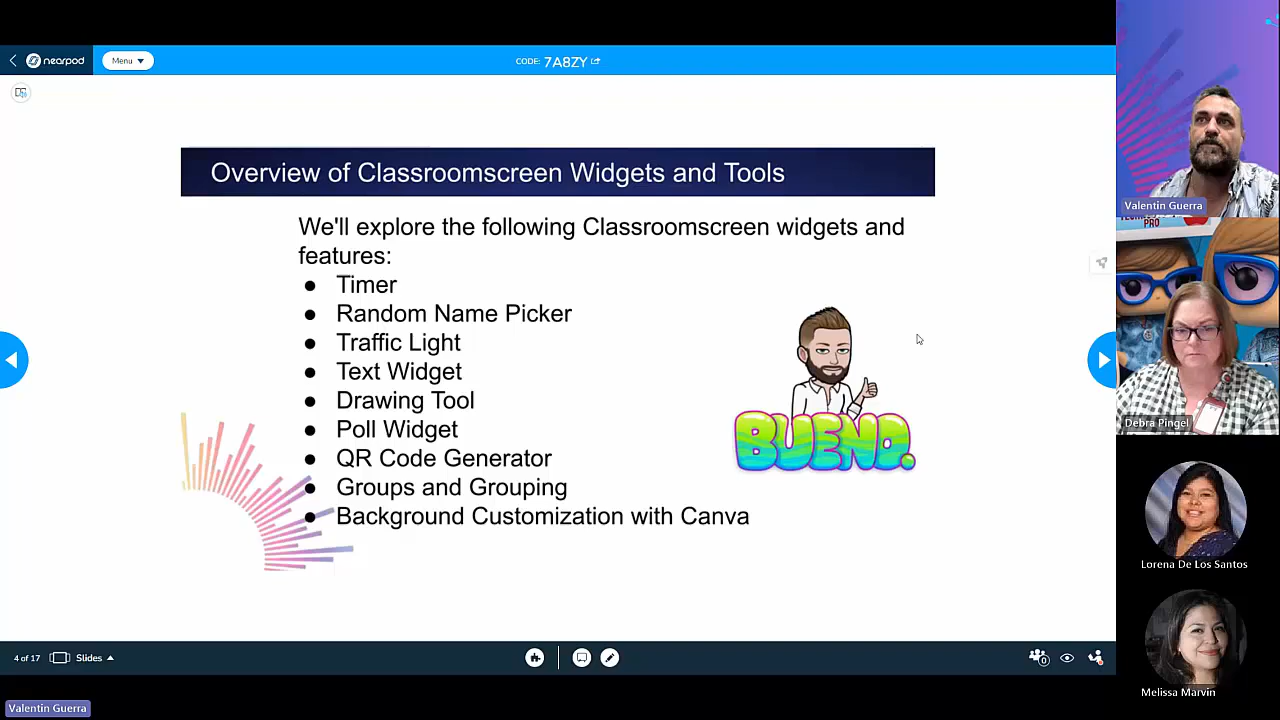 nearpod
Menu
CODE: 7A8ZY
Overview of Classroomscreen Widgets and Tools
We'll explore the following Classroomscreen widgets and
features:
● Timer
● Random Name Picker
● Traffic Light
● Text Widget
● Drawing Tool
● Poll Widget
● QR Code Generator
● Groups and Grouping
● Background Customization with Canva
BUENO.
4 of 17
Slides
0
Valentin Guerra
Valentin Guerra
PRO
Debra Pingel
Lorena De Los Santos
Melissa Marvin